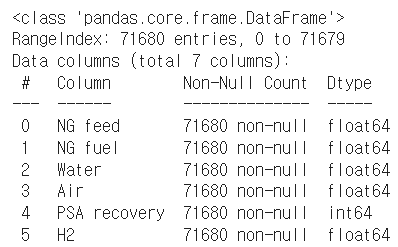 <class 'pandas.core.frame.DataFrame'>
RangeIndex: 71680 entries, 0 to 71679
Data columns (total 7 columns):
 #   Column        Non-Null Count  Dtype
---  ------        --------------  -----
 0   NG feed       71680 non-null  float64
 1   NG fuel       71680 non-null  float64
 2   Water         71680 non-null  float64
 3   Air           71680 non-null  float64
 4   PSA recovery  71680 non-null  int64
 5   H2            71680 non-null  float64